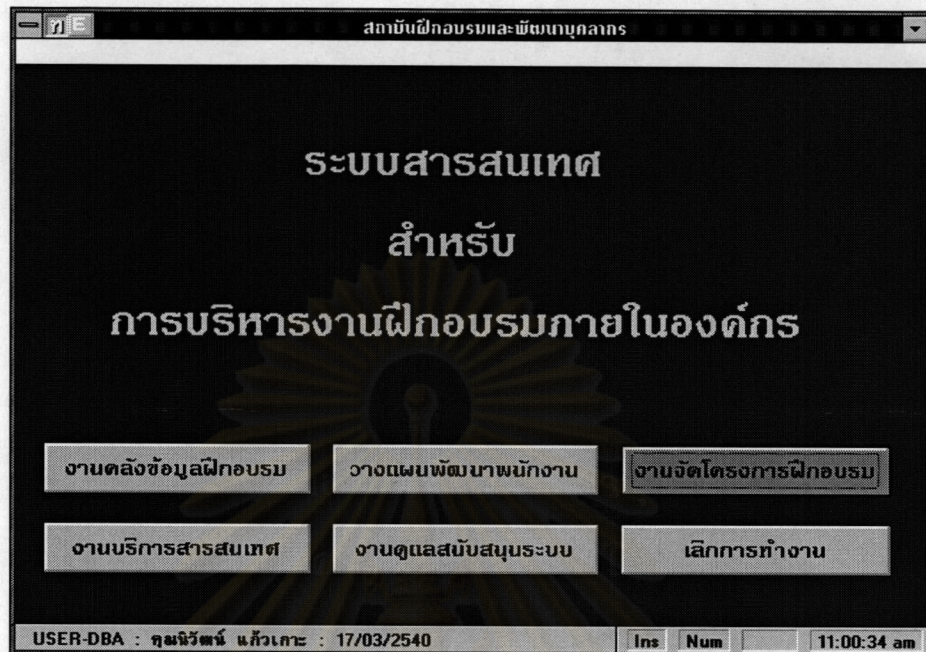 ท E สถาบันฝึกอบรมและพัฒนาบุคลากร
ระบบสารสนเทศ
สำหรับ
การบริหารงานฝึกอบรมภายในองค์กร
งานคลังข้อมูลฝึกอบรม วางแผนพัฒนาพนักงาน งานจัดโครงการฝึกอบรม
งานบริการสารสนเทศ งานดูแลสนับสนุนระบบ เลิกการทำงาน
USER-DBA : คุณนิวัฒน์ แก้วเกาะ : 17/03/2540 Ins Num 11:00:34 am